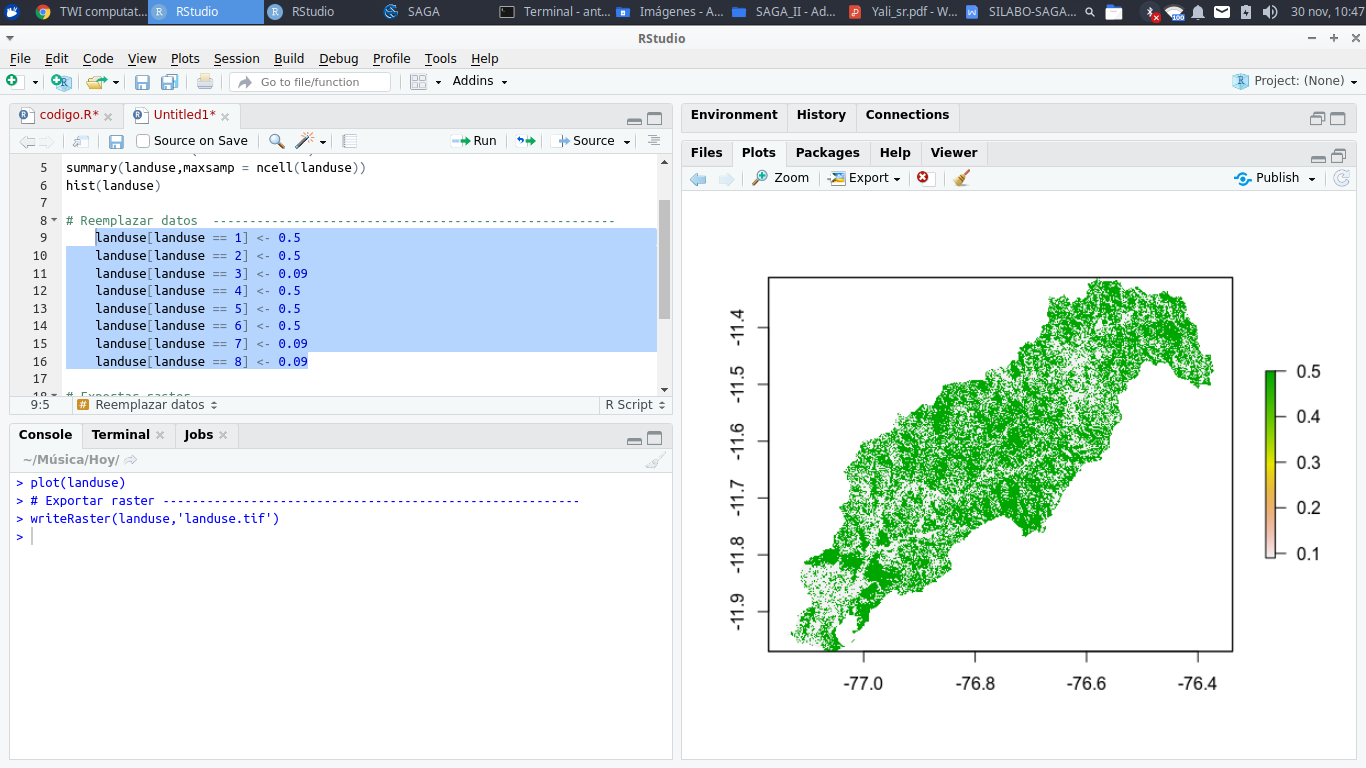 TWI computat...
RStudio
RStudio
SAGA
Terminal - ant...
Imágenes - A...
SAGA_II - Ad...
Yali_sr.pdf - W...
SILABO-SAGA...
100
30 nov, 10:47
RStudio
File Edit Code View Plots Session Build Debug Profile Tools Help
Go to file/function
Addins
Project: (None)
codigo.R*
Untitled1*
Source on Save
Run
Source
5 summary(landuse,maxsamp = ncell(landuse))
6 hist(landuse)
7
8 # Reemplazar datos -------------------------------------------------------
9 landuse[landuse == 1] <- 0.5
10 landuse[landuse == 2] <- 0.5
11 landuse[landuse == 3] <- 0.09
12 landuse[landuse == 4] <- 0.5
13 landuse[landuse == 5] <- 0.5
14 landuse[landuse == 6] <- 0.5
15 landuse[landuse == 7] <- 0.09
16 landuse[landuse == 8] <- 0.09
17
9:5 # Reemplazar datos R Script
Console Terminal Jobs
~/Música/Hoy/
> plot(landuse)
> # Exportar raster ---------------------------------------------------------
> writeRaster(landuse,'landuse.tif')
>
Environment History Connections
Files Plots Packages Help Viewer
Zoom Export Publish
-11.4
-11.5
-11.6
-11.7
-11.8
-11.9
-77.0 -76.8 -76.6 -76.4
0.5
0.4
0.3
0.2
0.1